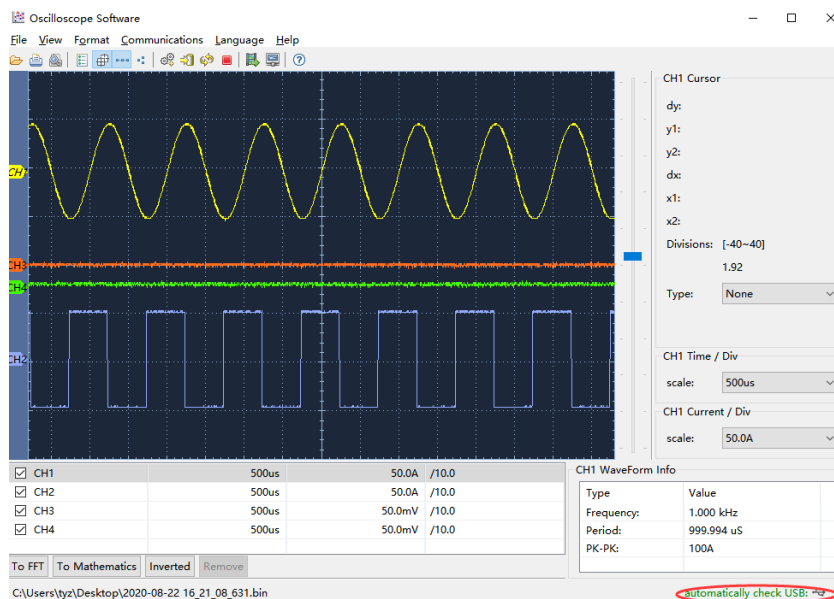 Oscilloscope Software
File View Format Communications Language Help
CH1 Cursor
dy:
y1:
y2:
dx:
x1:
x2:
Divisions: [-40~40]
1.92
Type: None
CH1
CH3
CH4
CH2
CH1 Time / Div
scale: 500us
CH1 Current / Div
scale: 50.0A
CH1 500us 50.0A /10.0
CH2 500us 50.0A /10.0
CH3 500us 50.0mV /10.0
CH4 500us 50.0mV /10.0
CH1 WaveForm Info
Type Value
Frequency: 1.000 kHz
Period: 999.994 uS
PK-PK: 100A
To FFT To Mathematics Inverted Remove
C:\Users\tyz\Desktop\2020-08-22 16_21_08_631.bin
automatically check USB: